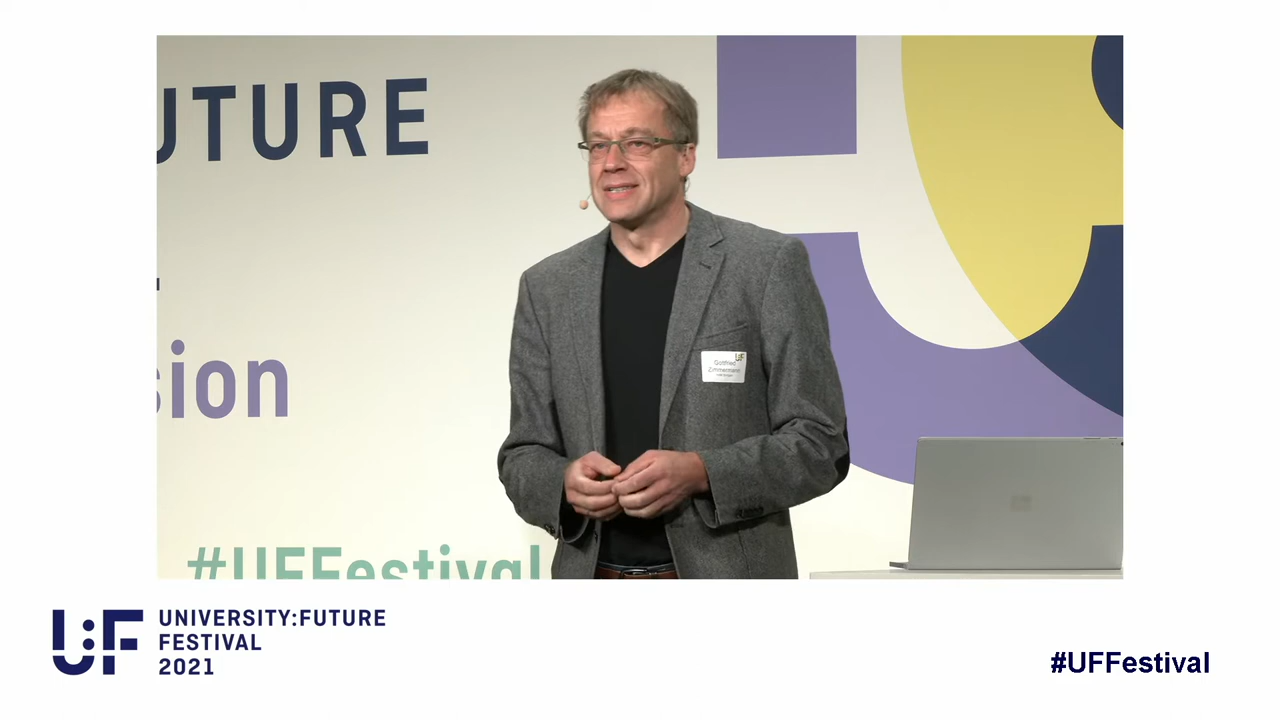 UTURE
sion
#UFFestival
U:F
Gottfried
Zimmermann
U:F
UNIVERSITY:FUTURE
FESTIVAL
2021
#UFFestival